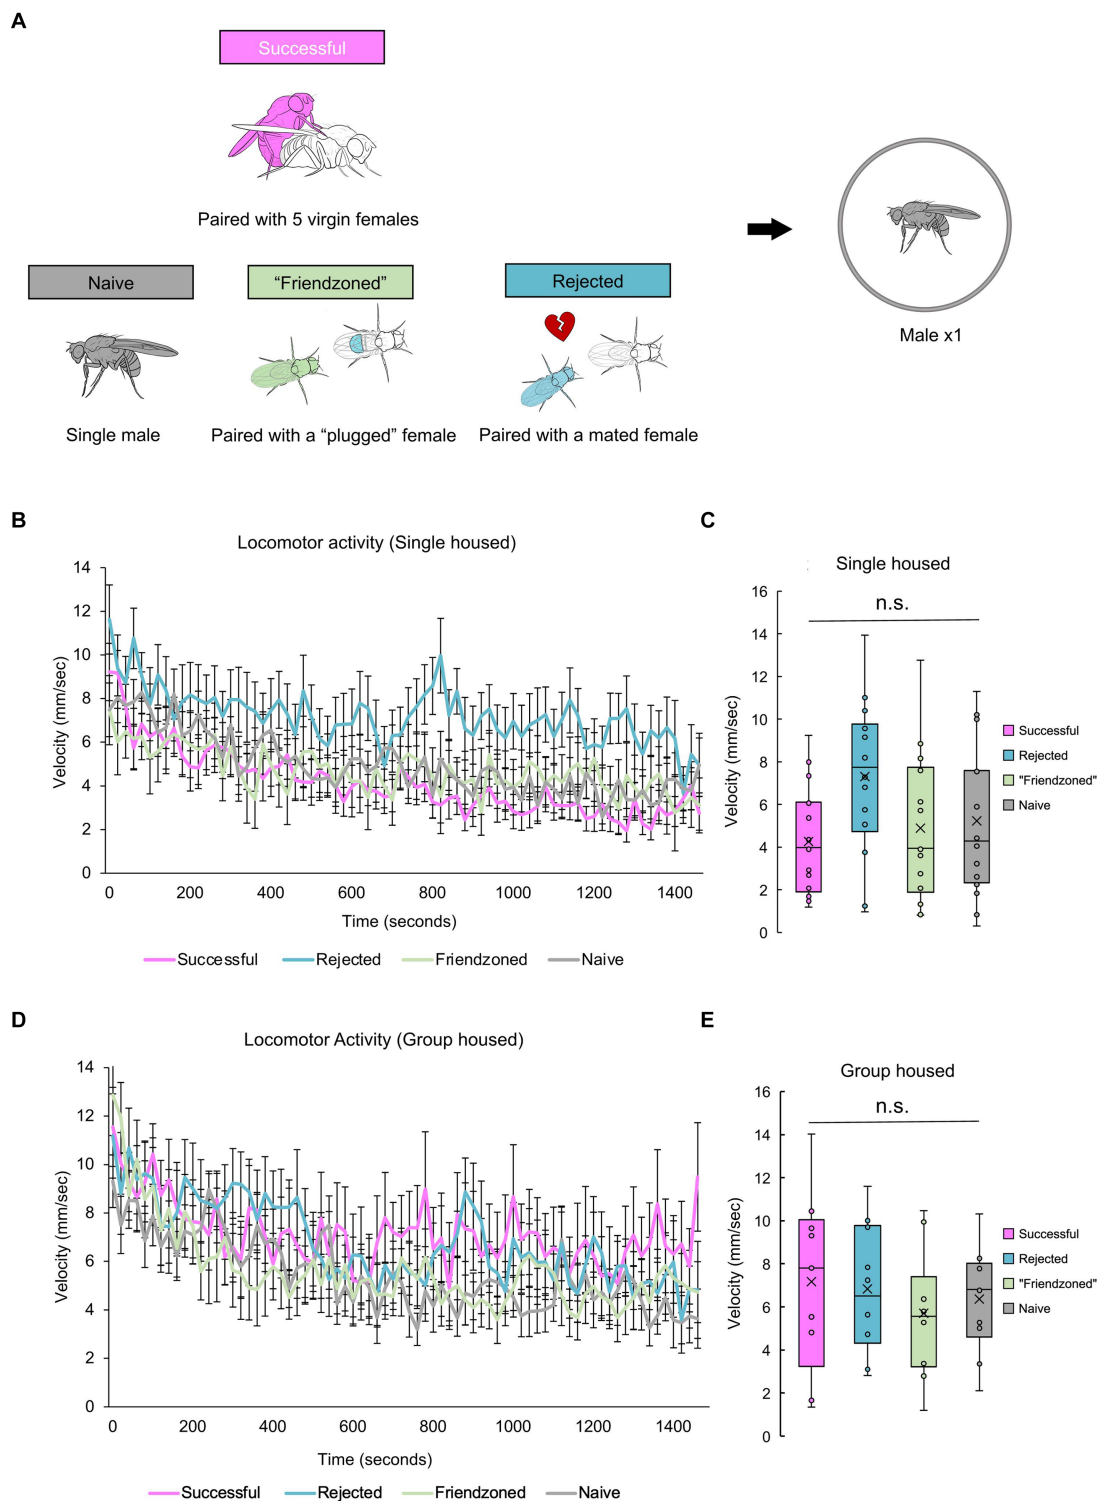 A
Successful
Paired with 5 virgin females
Naive
“Friendzoned”
Rejected
Male x1
Single male
Paired with a “plugged” female
Paired with a mated female
B
Locomotor activity (Single housed)
Velocity (mm/sec)
14
12
10
8
6
4
2
0
0 200 400 600 800 1000 1200 1400
Time (seconds)
Successful Rejected Friendzoned Naive
C
Single housed
n.s.
Velocity (mm/sec)
16
14
12
10
8
6
4
2
0
Successful
Rejected
"Friendzoned"
Naive
D
Locomotor Activity (Group housed)
Velocity (mm/sec)
14
12
10
8
6
4
2
0
0 200 400 600 800 1000 1200 1400
Time (seconds)
Successful Rejected Friendzoned Naive
E
Group housed
n.s.
Velocity (mm/sec)
16
14
12
10
8
6
4
2
0
Successful
Rejected
"Friendzoned"
Naive